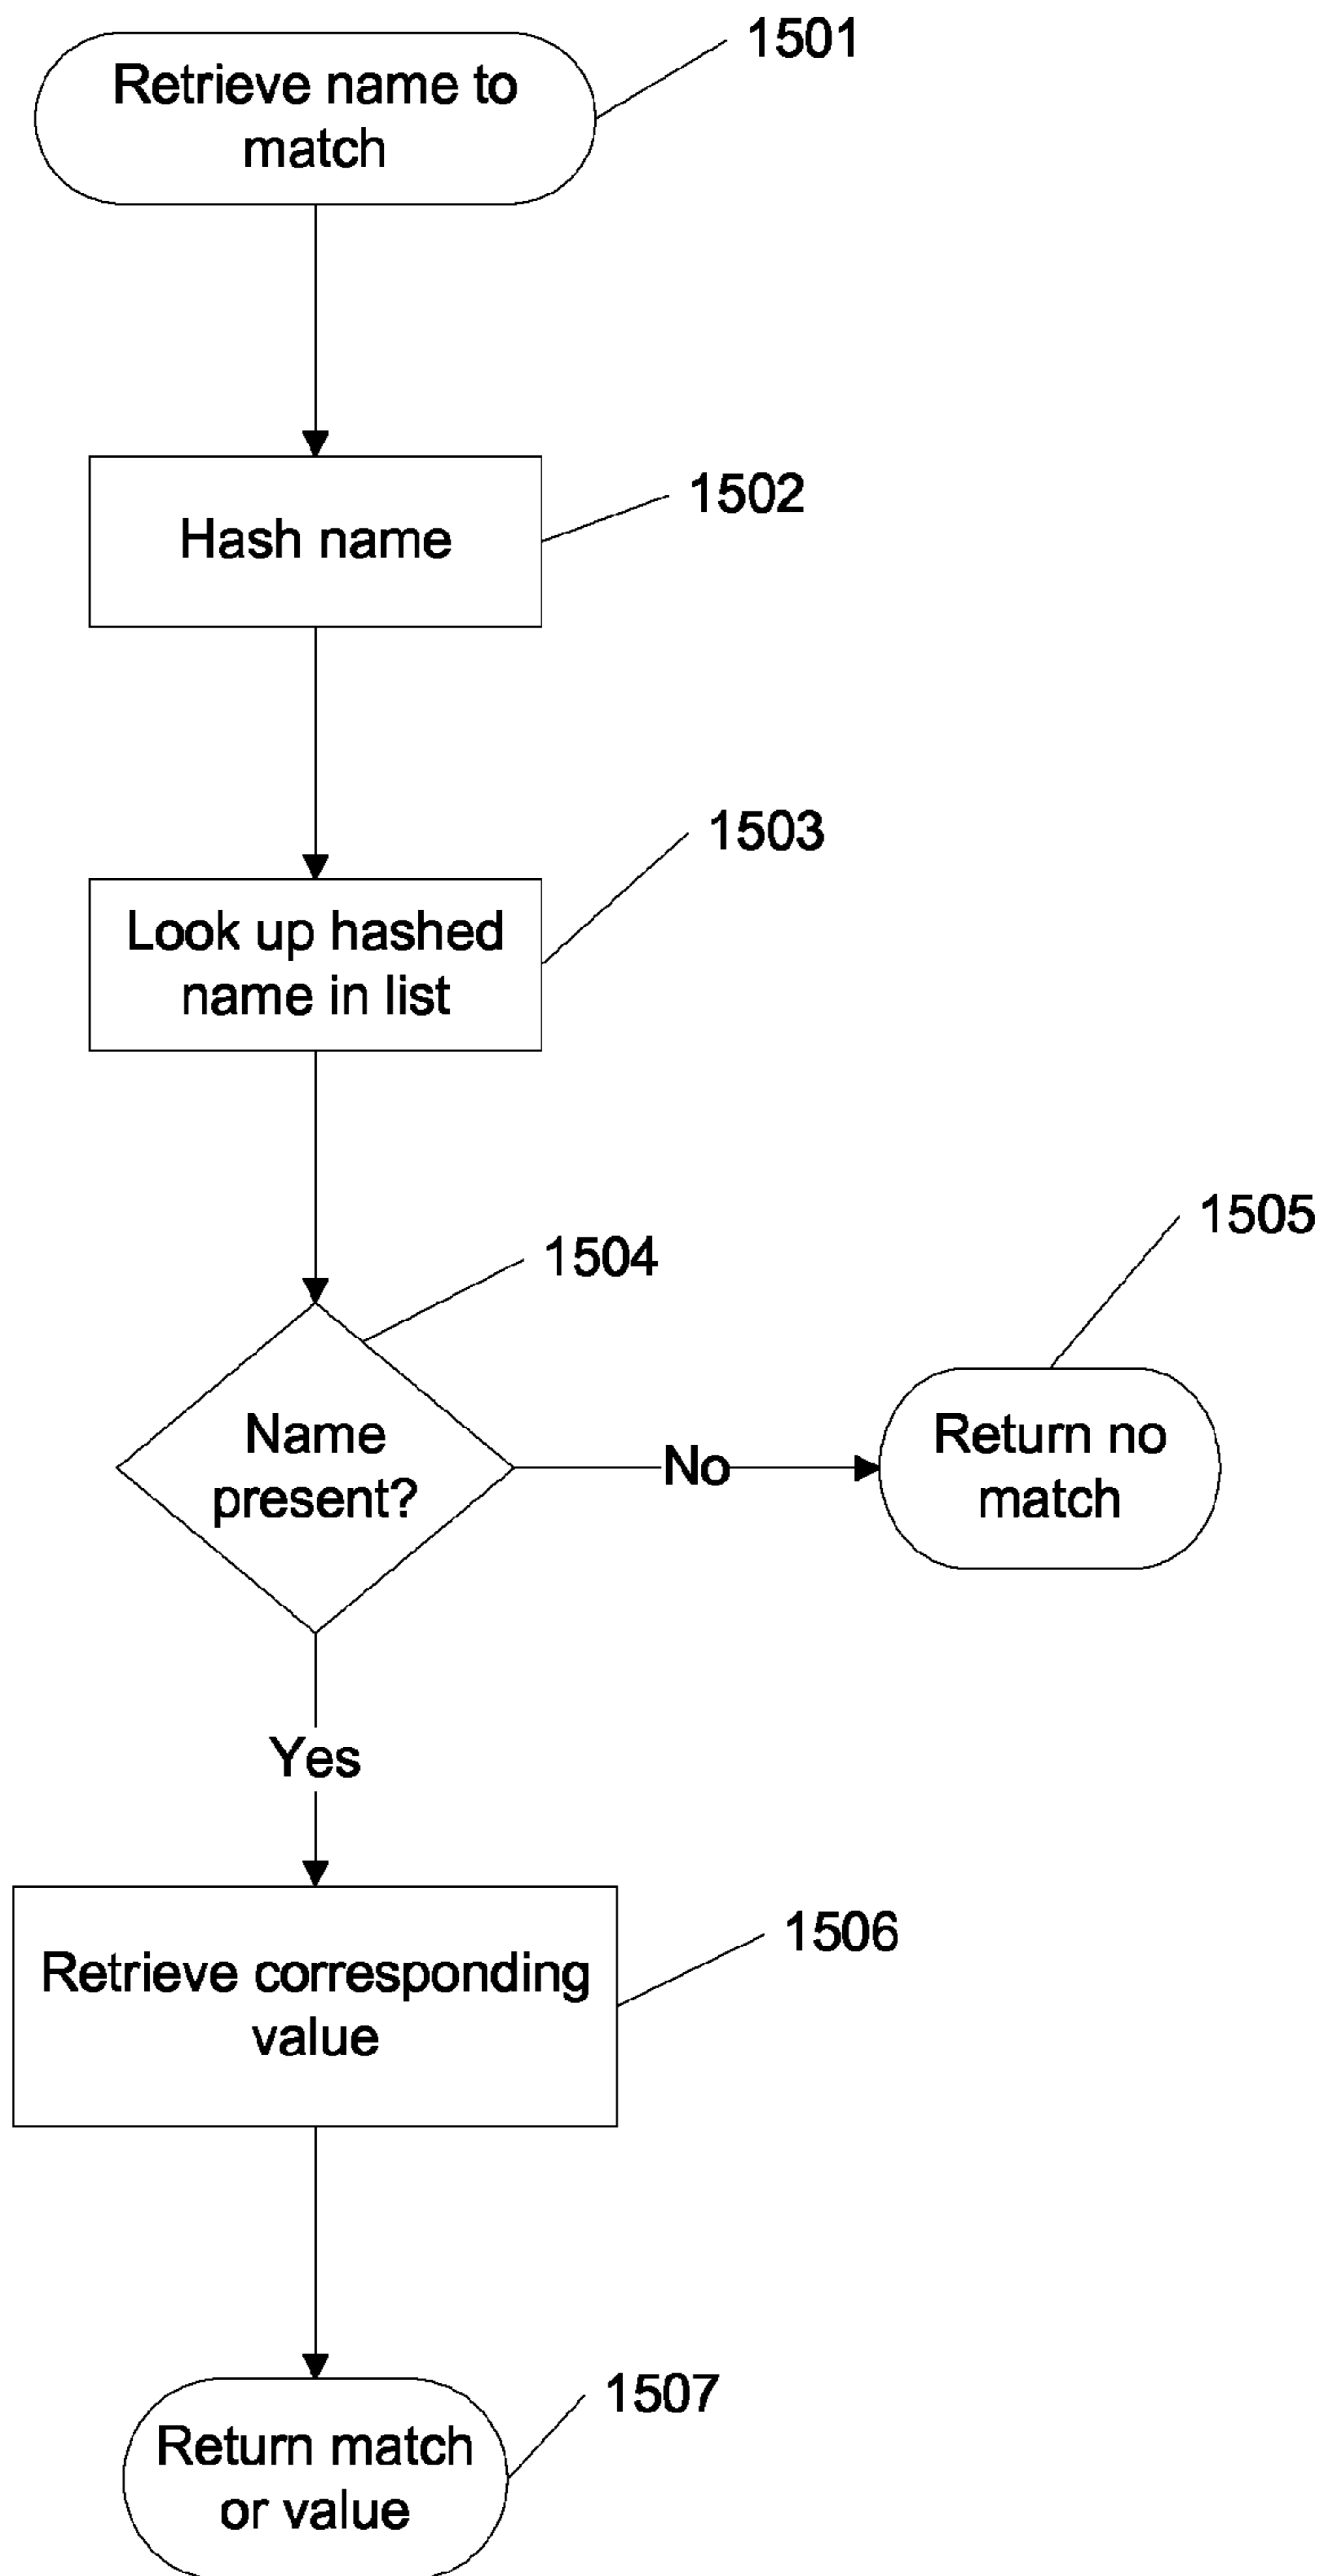 1501
Retrieve name to
match
1502
Hash name
1503
Look up hashed
name in list
1504
1505
Name
present?
No
Return no
match
Yes
1506
Retrieve corresponding
value
1507
Return match
or value